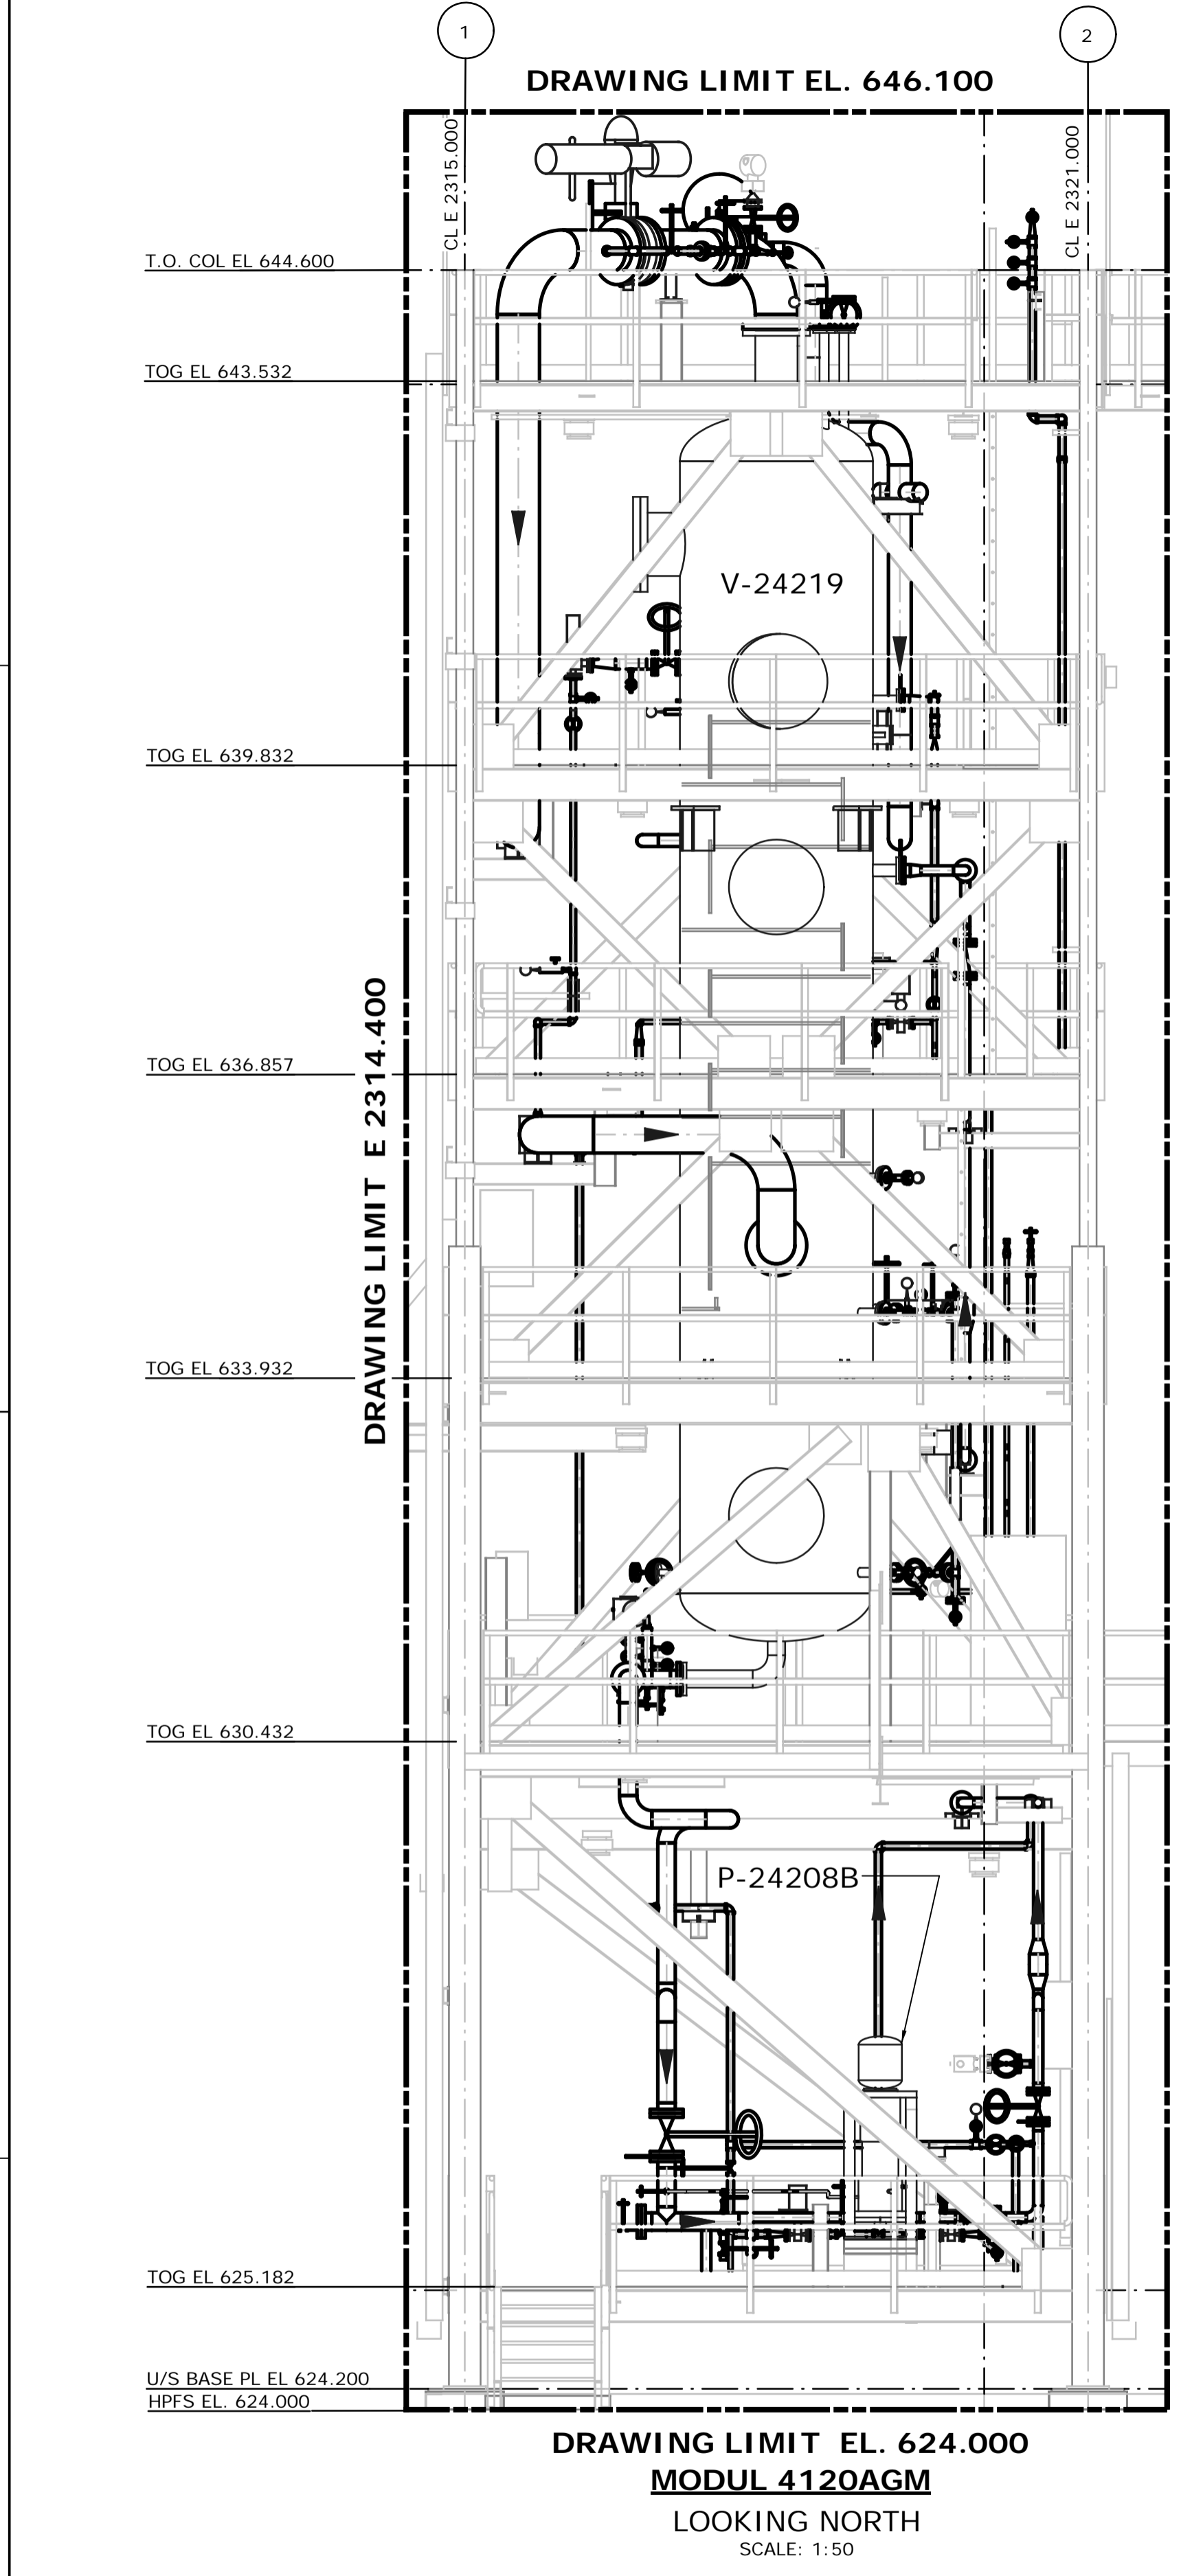 1
2
DRAWING LIMIT EL. 646.100
CL E 2315.000
CL E 2321.000
T.O. COL EL 644.600
TOG EL 643.532
V-24219
TOG EL 639.832
DRAWING LIMIT E 2314.400
TOG EL 636.857
TOG EL 633.932
TOG EL 630.432
P-24208B
TOG EL 625.182
U/S BASE PL EL 624.200
HPFS EL. 624.000
DRAWING LIMIT EL. 624.000
MODUL 4120AGM
LOOKING NORTH
SCALE: 1:50